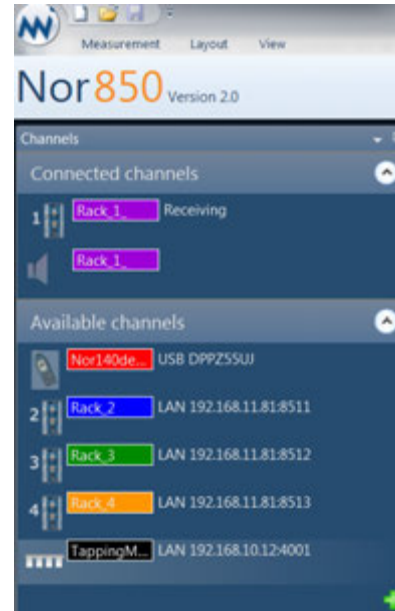 Measurement Layout View
Nor850 Version 2.0
Channels
Connected channels
1 Rack_1_ Receiving
Rack_1_
Available channels
Nor140de... USB DPPZ55UJ
2 Rack_2 LAN 192.168.11.81:8511
3 Rack_3 LAN 192.168.11.81:8512
4 Rack_4 LAN 192.168.11.81:8513
TappingM... LAN 192.168.10.12:4001